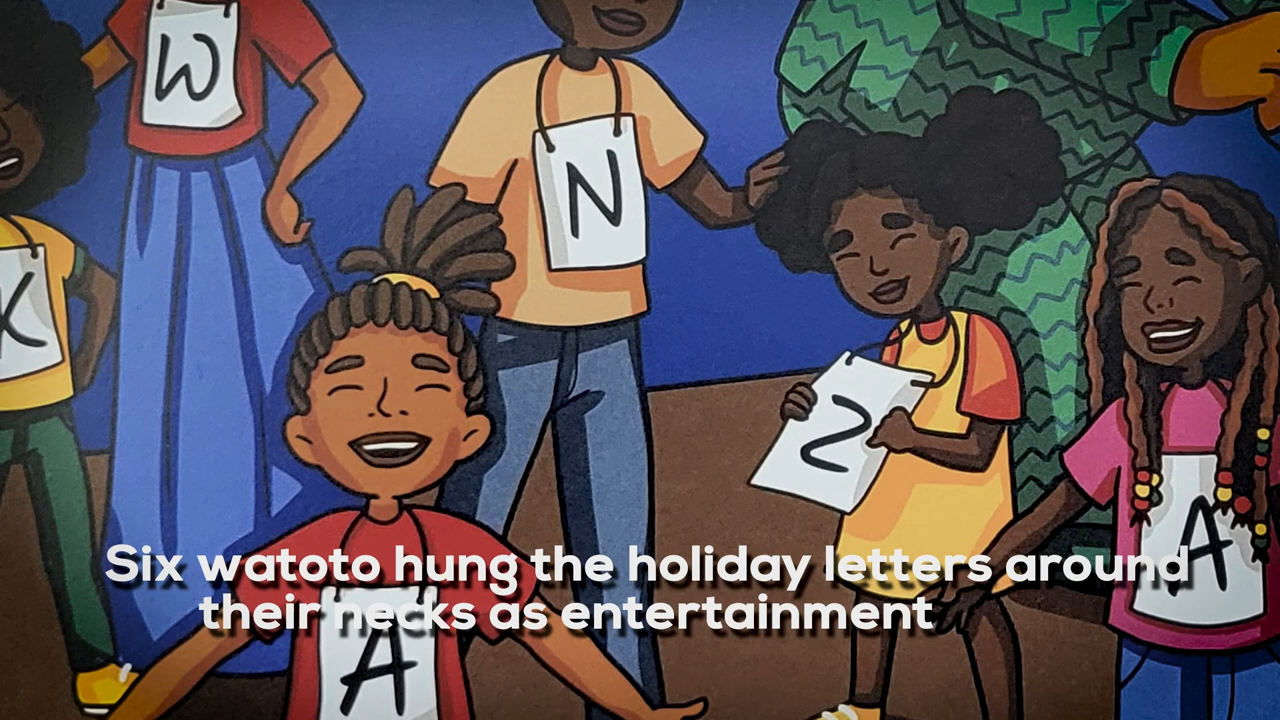 K
W
A
N
Z
A
Six watoto hung the holiday letters around
their necks as entertainment